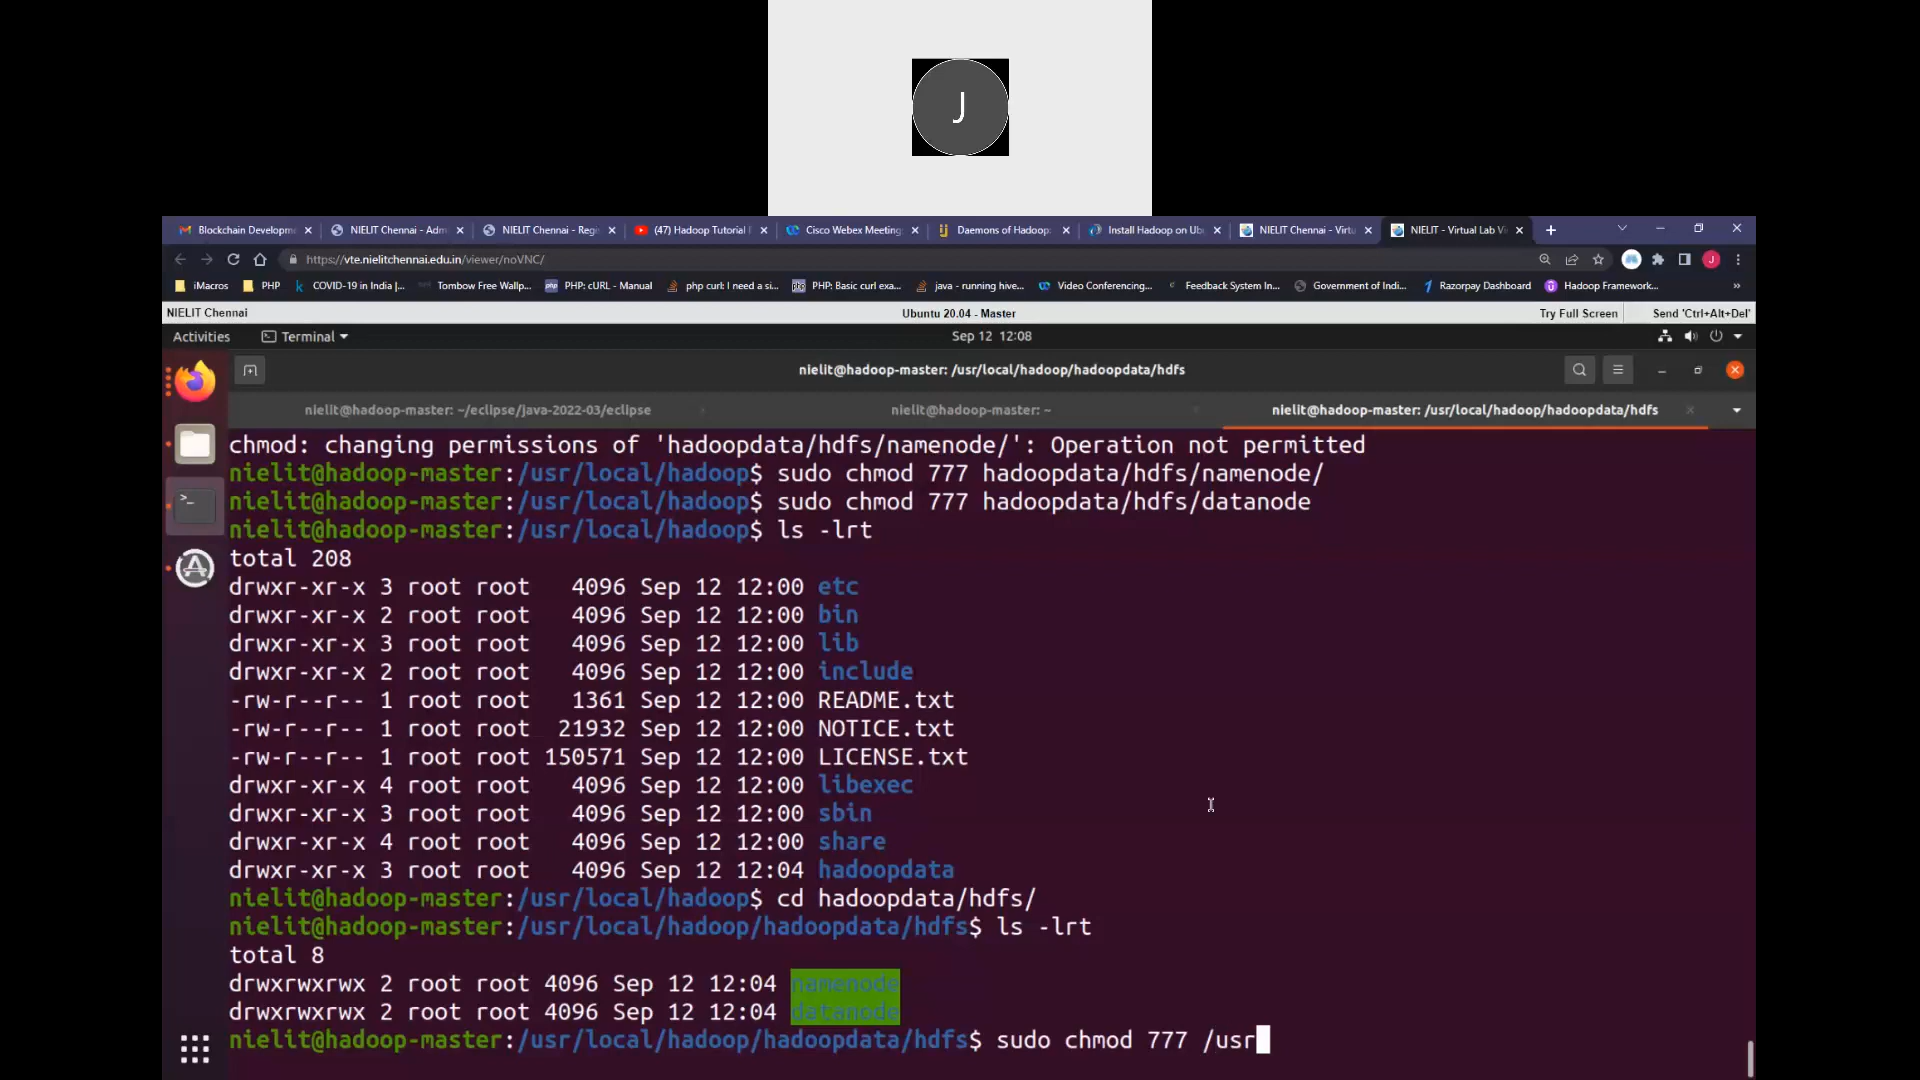 J
Blockchain Developm
NIELIT Chennai - Adm
NIELIT Chennai - Regi
(47) Hadoop Tutorial
Cisco Webex Meeting
Daemons of Hadoop
Install Hadoop on Ubu
NIELIT Chennai - Virtu
NIELIT - Virtual Lab Vi
https://vte.nielitchennai.edu.in/viewer/noVNC/
iMacros
PHP
COVID-19 in India |...
Tombow Free Wallp...
PHP: cURL - Manual
php curl: I need a si...
PHP: Basic curl exa...
java - running hive...
Video Conferencing...
Feedback System In...
Government of Indi...
Razorpay Dashboard
Hadoop Framework...
NIELIT Chennai
Ubuntu 20.04 - Master
Try Full Screen
Send 'Ctrl+Alt+Del'
Activities
Terminal
Sep 12 12:08
nielit@hadoop-master: /usr/local/hadoop/hadoopdata/hdfs
nielit@hadoop-master: ~/eclipse/java-2022-03/eclipse
nielit@hadoop-master: ~
nielit@hadoop-master: /usr/local/hadoop/hadoopdata/hdfs
chmod: changing permissions of 'hadoopdata/hdfs/namenode/': Operation not permitted
nielit@hadoop-master:/usr/local/hadoop$ sudo chmod 777 hadoopdata/hdfs/namenode/
nielit@hadoop-master:/usr/local/hadoop$ sudo chmod 777 hadoopdata/hdfs/datanode
nielit@hadoop-master:/usr/local/hadoop$ ls -lrt
total 208
drwxr-xr-x 3 root root 4096 Sep 12 12:00 etc
drwxr-xr-x 2 root root 4096 Sep 12 12:00 bin
drwxr-xr-x 3 root root 4096 Sep 12 12:00 lib
drwxr-xr-x 2 root root 4096 Sep 12 12:00 include
-rw-r--r-- 1 root root 1361 Sep 12 12:00 README.txt
-rw-r--r-- 1 root root 21932 Sep 12 12:00 NOTICE.txt
-rw-r--r-- 1 root root 150571 Sep 12 12:00 LICENSE.txt
drwxr-xr-x 4 root root 4096 Sep 12 12:00 libexec
drwxr-xr-x 3 root root 4096 Sep 12 12:00 sbin
drwxr-xr-x 4 root root 4096 Sep 12 12:00 share
drwxr-xr-x 3 root root 4096 Sep 12 12:04 hadoopdata
nielit@hadoop-master:/usr/local/hadoop$ cd hadoopdata/hdfs/
nielit@hadoop-master:/usr/local/hadoop/hadoopdata/hdfs$ ls -lrt
total 8
drwxrwxrwx 2 root root 4096 Sep 12 12:04 namenode
drwxrwxrwx 2 root root 4096 Sep 12 12:04 datanode
nielit@hadoop-master:/usr/local/hadoop/hadoopdata/hdfs$ sudo chmod 777 /usr